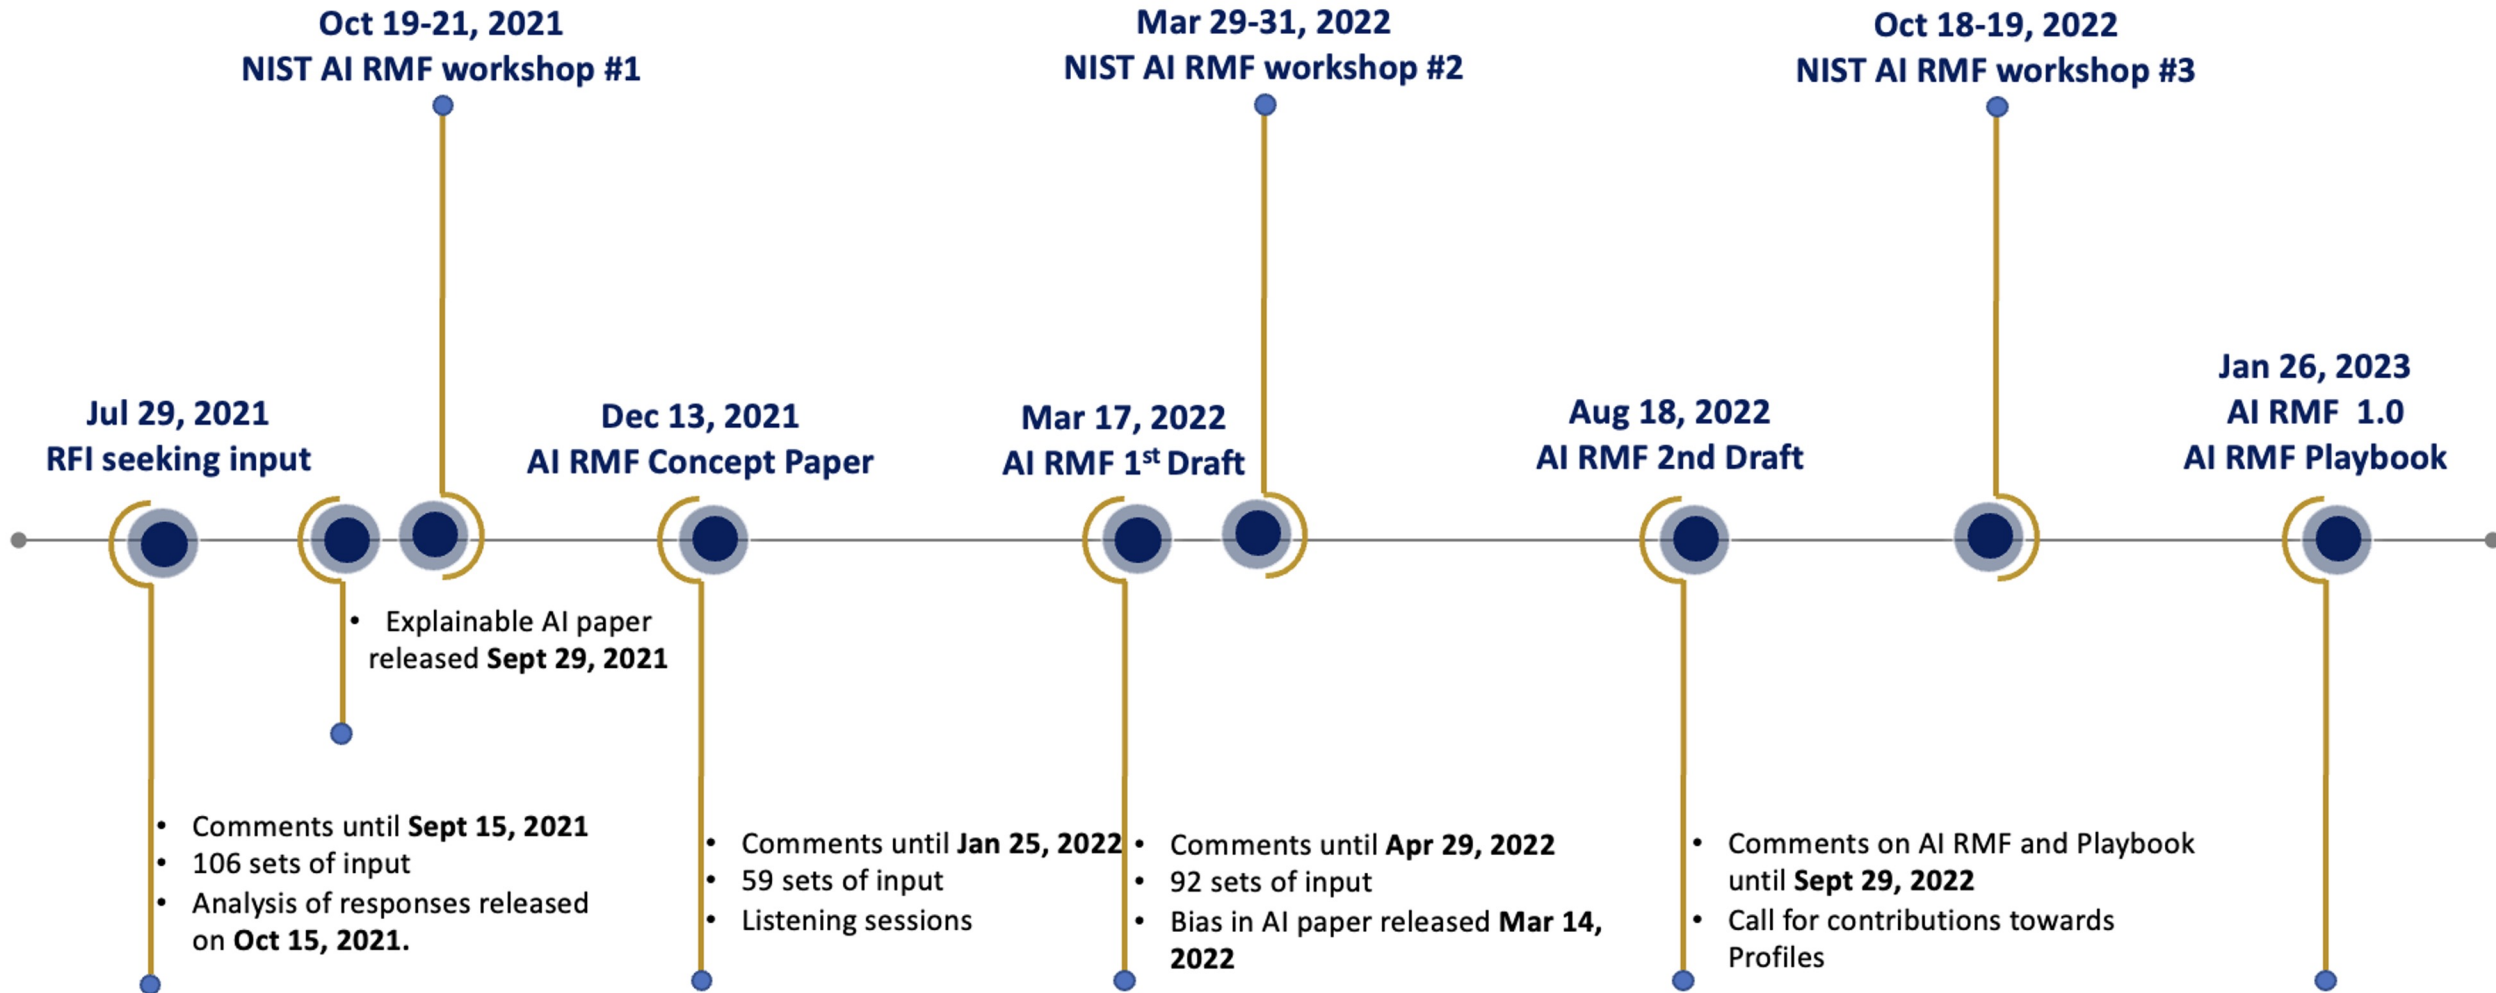 Oct 19-21, 2021
NIST AI RMF workshop #1
Mar 29-31, 2022
NIST AI RMF workshop #2
Oct 18-19, 2022
NIST AI RMF workshop #3
Jul 29, 2021
RFI seeking input
Dec 13, 2021
AI RMF Concept Paper
Mar 17, 2022
AI RMF 1st Draft
Aug 18, 2022
AI RMF 2nd Draft
Jan 26, 2023
AI RMF 1.0
AI RMF Playbook
• Explainable AI paper
released Sept 29, 2021
• Comments until Sept 15, 2021
• 106 sets of input
• Analysis of responses released
on Oct 15, 2021.
• Comments until Jan 25, 2022
• 59 sets of input
• Listening sessions
• Comments until Apr 29, 2022
• 92 sets of input
• Bias in AI paper released Mar 14,
2022
• Comments on AI RMF and Playbook
until Sept 29, 2022
• Call for contributions towards
Profiles